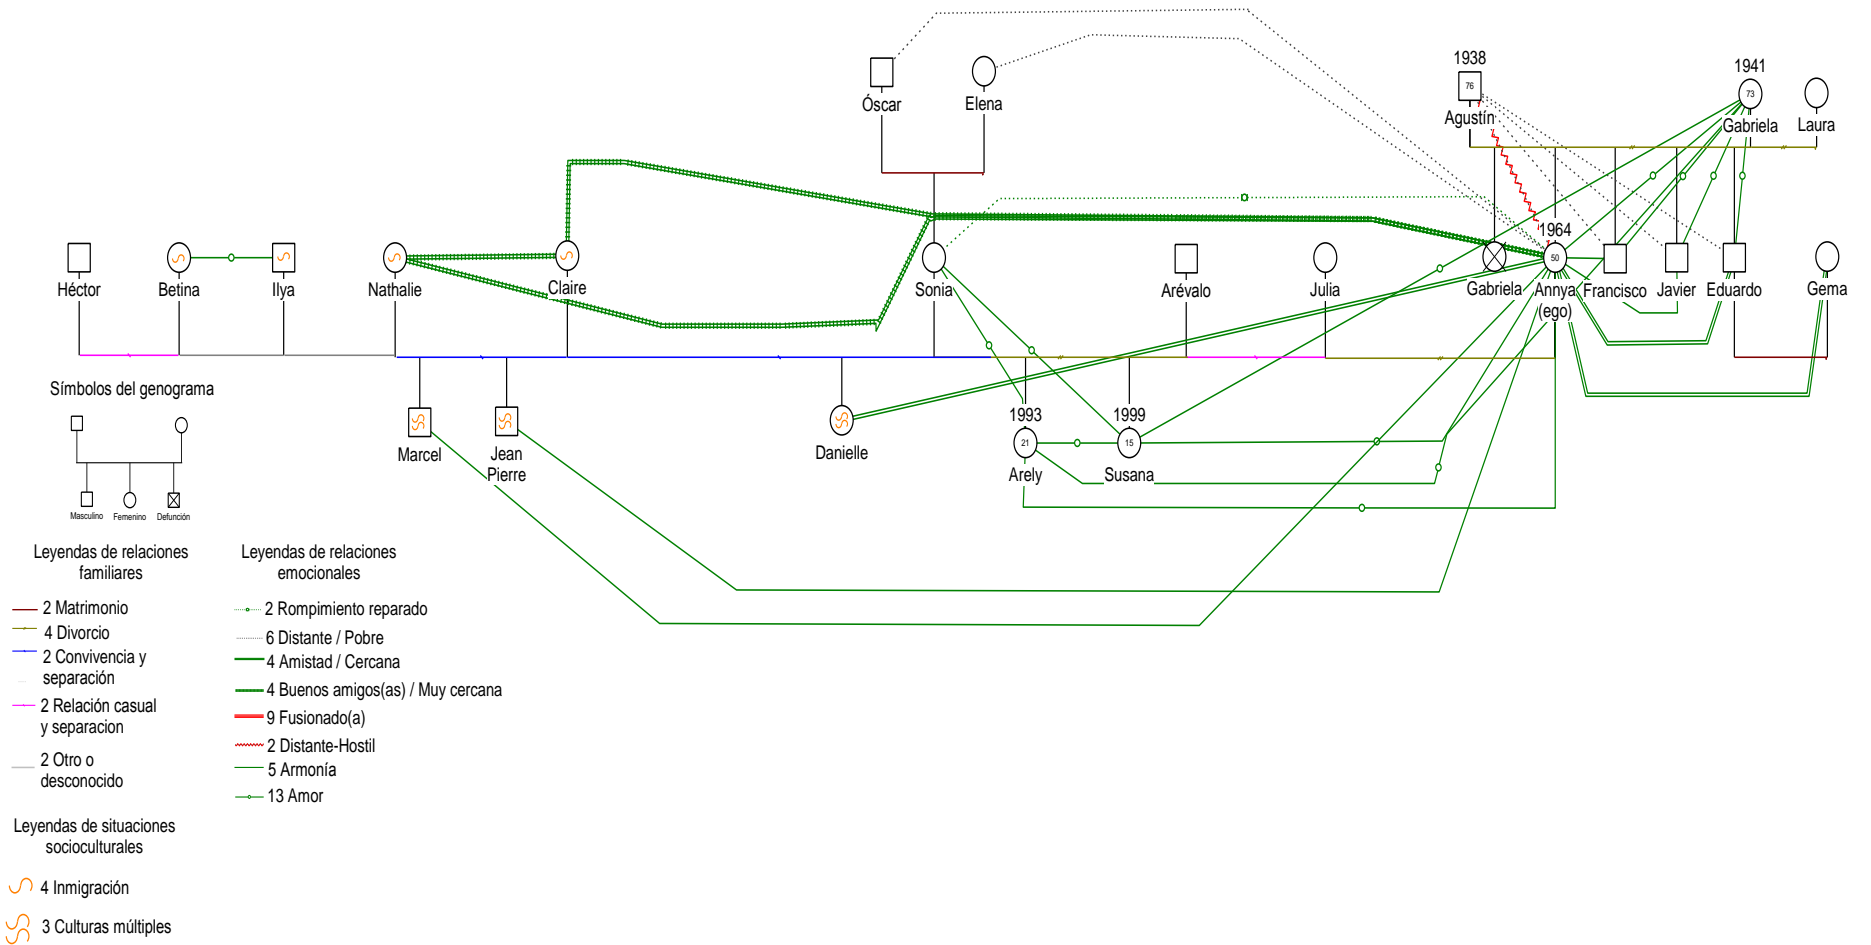 1938
1941
76
73
Óscar
Elena
Agustín
Gabriela
Laura
1964
50
Héctor
Betina
Ilya
Nathalie
Claire
Sonia
Arévalo
Julia
Gabriela
Annya
(ego)
Francisco
Javier
Eduardo
Gema
Símbolos del genograma
Masculino
Femenino
Defunción
1993
1999
21
15
Marcel
Jean
Pierre
Danielle
Arely
Susana
Leyendas de relaciones
familiares
2 Matrimonio
4 Divorcio
2 Convivencia y
separación
2 Relación casual
y separacion
2 Otro o
desconocido
Leyendas de relaciones
emocionales
2 Rompimiento reparado
6 Distante / Pobre
4 Amistad / Cercana
4 Buenos amigos(as) / Muy cercana
9 Fusionado(a)
2 Distante-Hostil
5 Armonía
13 Amor
Leyendas de situaciones
socioculturales
4 Inmigración
3 Culturas múltiples